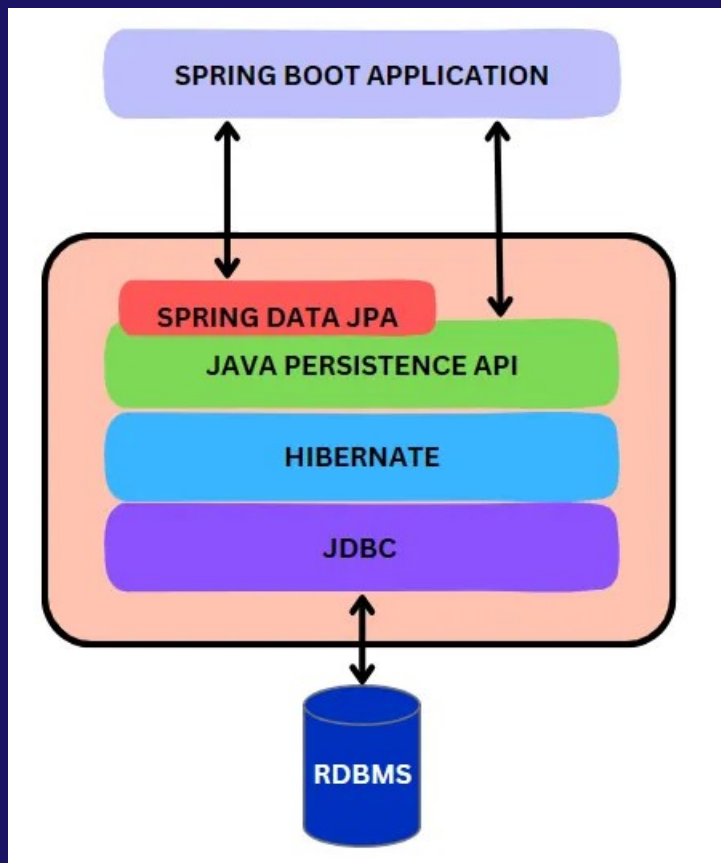 SPRING BOOT APPLICATION
SPRING DATA JPA
JAVA PERSISTENCE API
HIBERNATE
JDBC
RDBMS